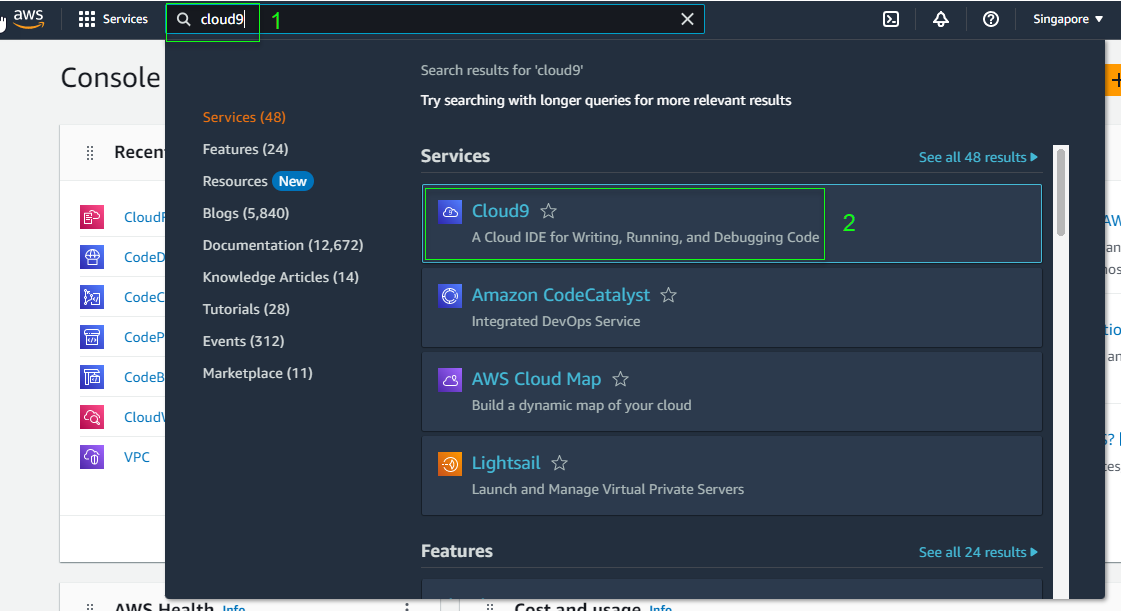 aws
Services
cloud9
1
Singapore
Console
Search results for 'cloud9'
Try searching with longer queries for more relevant results
Services (48)
Features (24)
Resources New
Blogs (5,840)
Documentation (12,672)
Knowledge Articles (14)
Tutorials (28)
Events (312)
Marketplace (11)
Services
See all 48 results
Cloud9
A Cloud IDE for Writing, Running, and Debugging Code
2
Amazon CodeCatalyst
Integrated DevOps Service
AWS Cloud Map
Build a dynamic map of your cloud
Lightsail
Launch and Manage Virtual Private Servers
Features
See all 24 results
Recen
CloudF
CodeD
CodeC
CodeP
CodeB
CloudW
VPC
AWS Health Info
Cost and usage Info